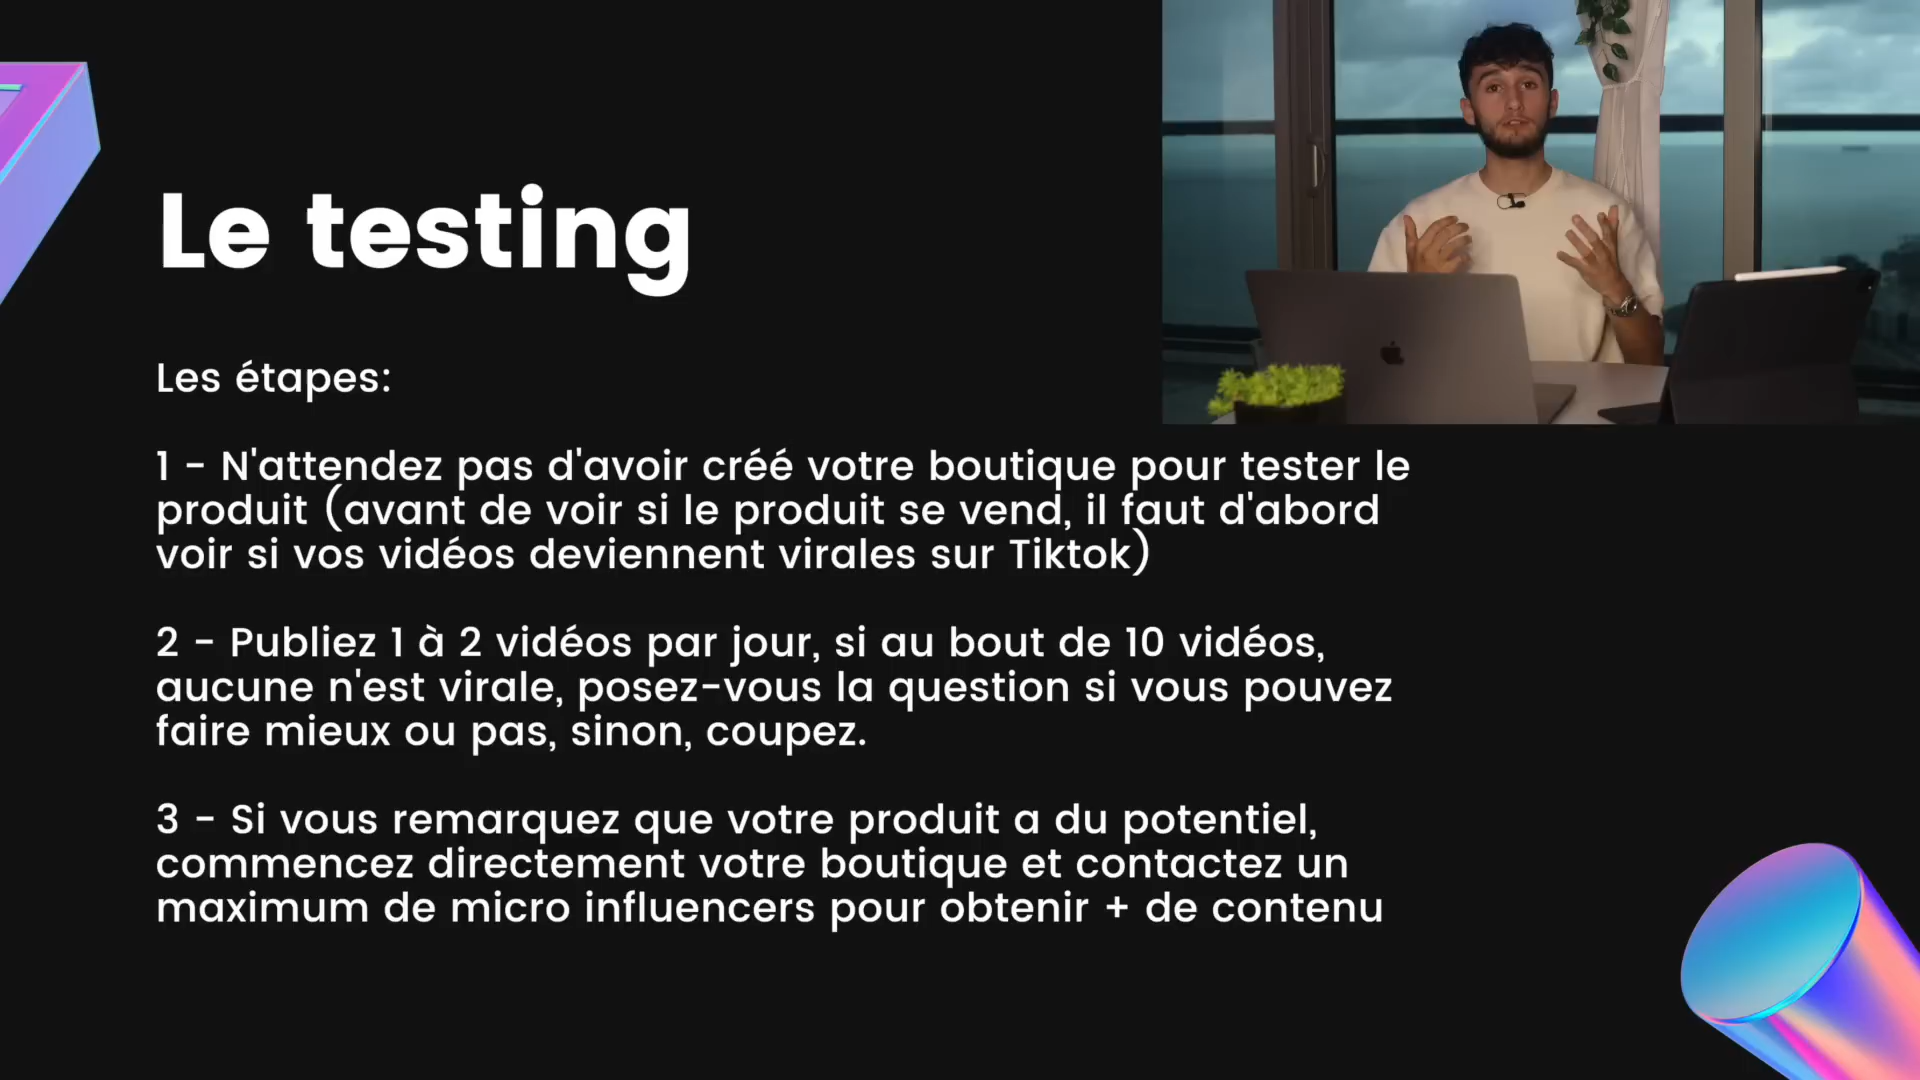 Le testing
Les étapes:
1 - N'attendez pas d'avoir créé votre boutique pour tester le
produit (avant de voir si le produit se vend, il faut d'abord
voir si vos vidéos deviennent virales sur Tiktok)
2 - Publiez 1 à 2 vidéos par jour, si au bout de 10 vidéos,
aucune n'est virale, posez-vous la question si vous pouvez
faire mieux ou pas, sinon, coupez.
3 - Si vous remarquez que votre produit a du potentiel,
commencez directement votre boutique et contactez un
maximum de micro influencers pour obtenir + de contenu